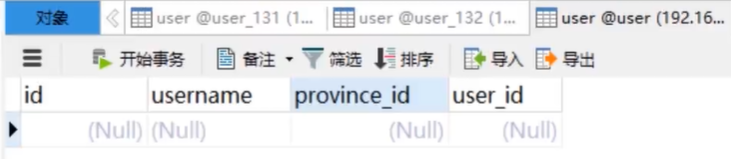 对象 user @user_131 (1... user @user_132 (1... user @user (192.16...
开始事务 备注 筛选 排序 导入 导出
id username province_id user_id
(Null) (Null) (Null) (Null)